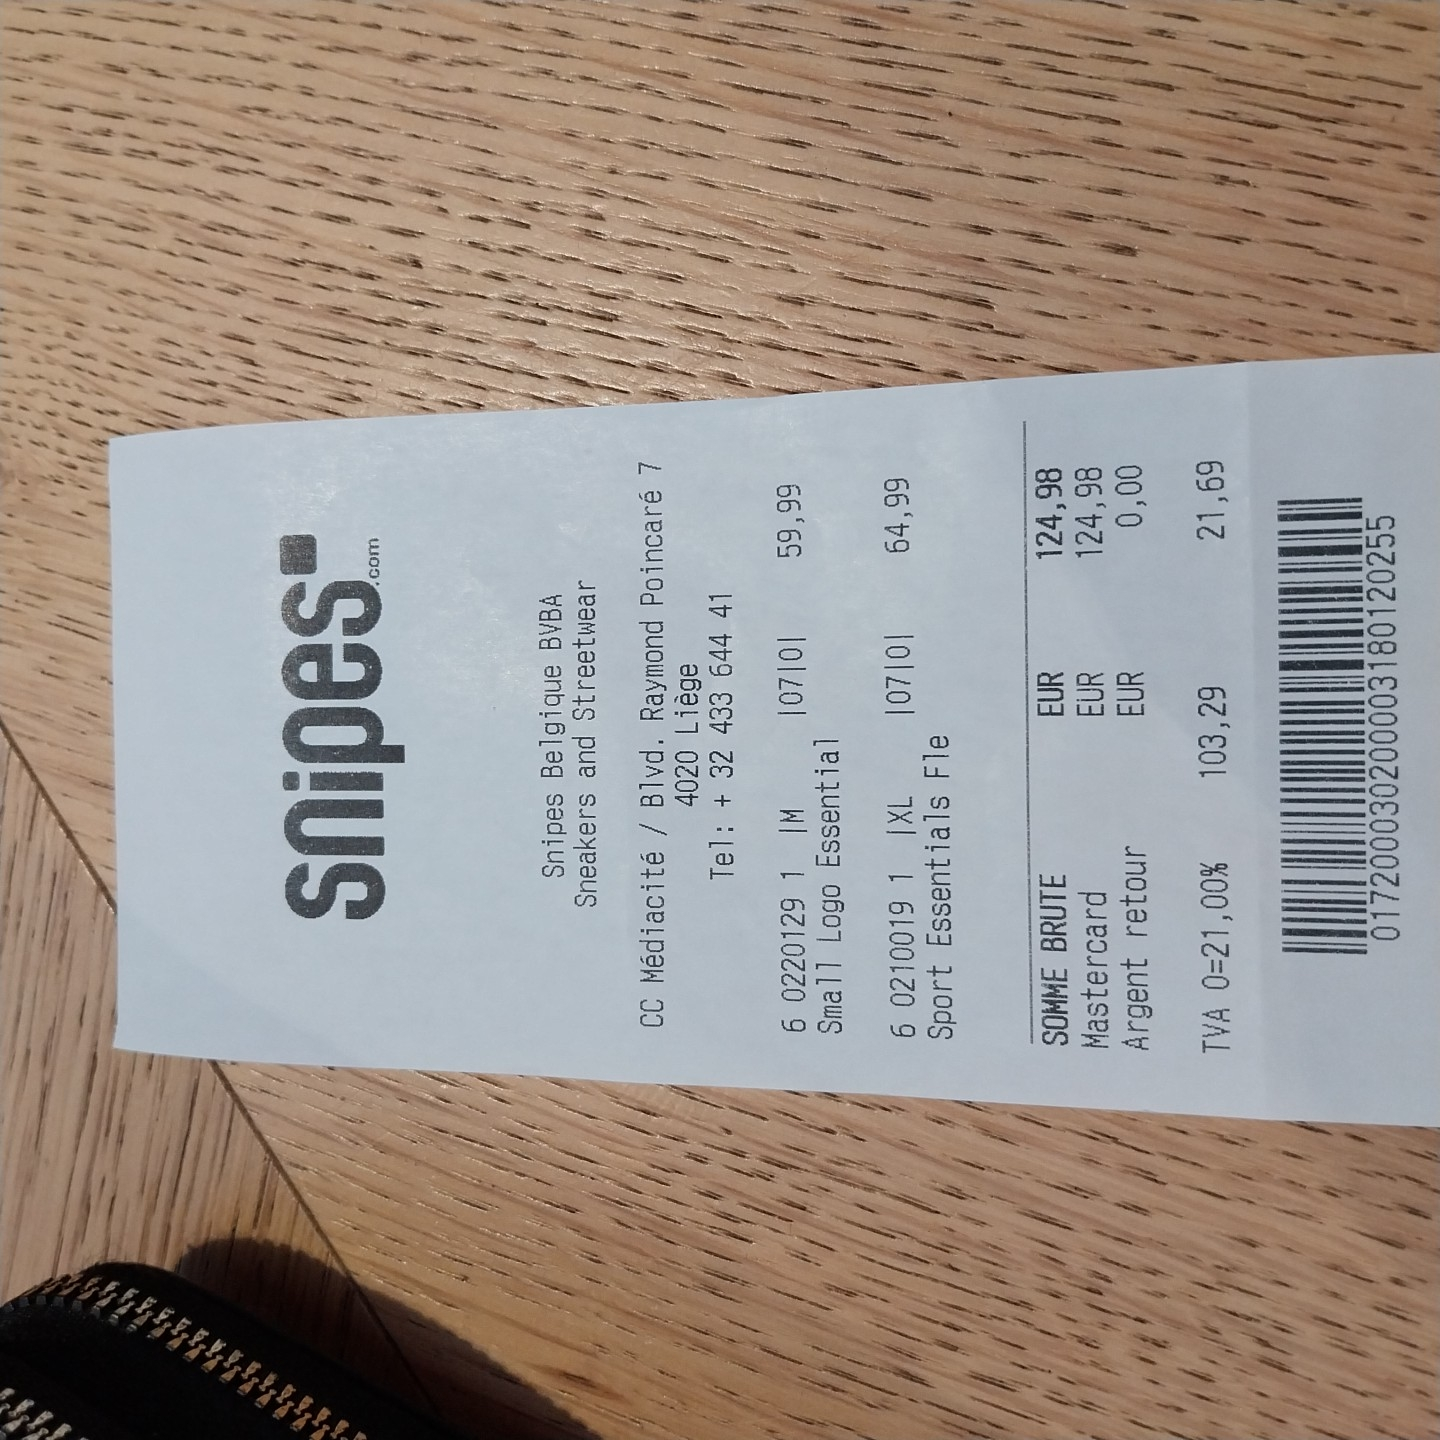 snipes
.com
Snipes Belgique BVBA
Sneakers and Streetwear
CC Médiacité / Blvd. Raymond Poincaré 7
4020 Liège
Tel: + 32 433 644 41
6 0220129 1 |M |07|0| 59,99
Small Logo Essential
6 0210019 1 |XL |07|0| 64,99
Sport Essentials Fle
SOMME BRUTE EUR 124,98
Mastercard EUR 124,98
Argent retour EUR 0,00
TVA 0=21,00% 103,29 21,69
0172000302000003180120255